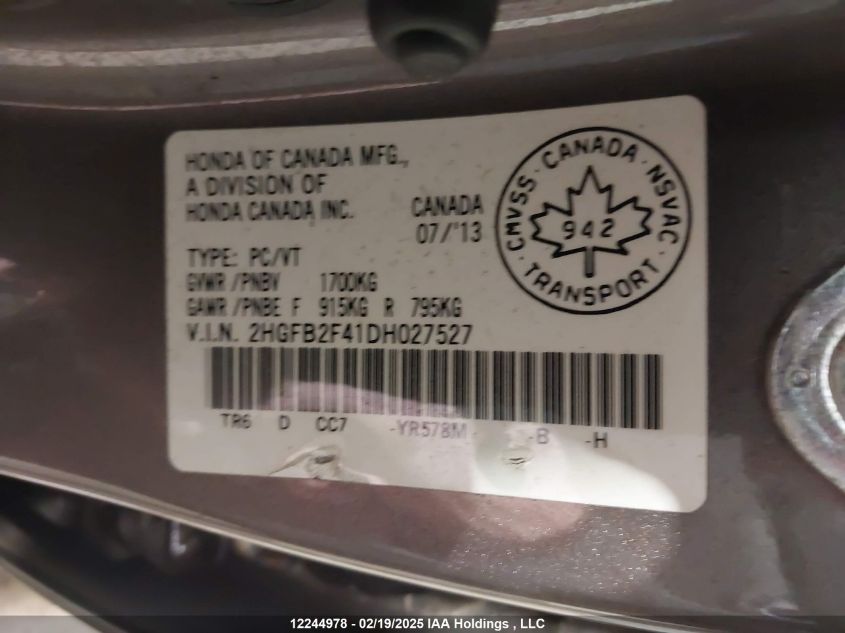 HONDA OF CANADA MFG.,
A DIVISION OF
HONDA CANADA INC.
CANADA
07/'13
TYPE: PC/VT
GVWR /PNBV 1700KG
GAWR /PNBE F 915KG R 795KG
V.I.N. 2HGFB2F41DH027527
TR6 D CC7 -YR578M- -B -H
CMVSS · CANADA · NSVAC
942
TRANSPORT
12244978 - 02/19/2025 IAA Holdings , LLC